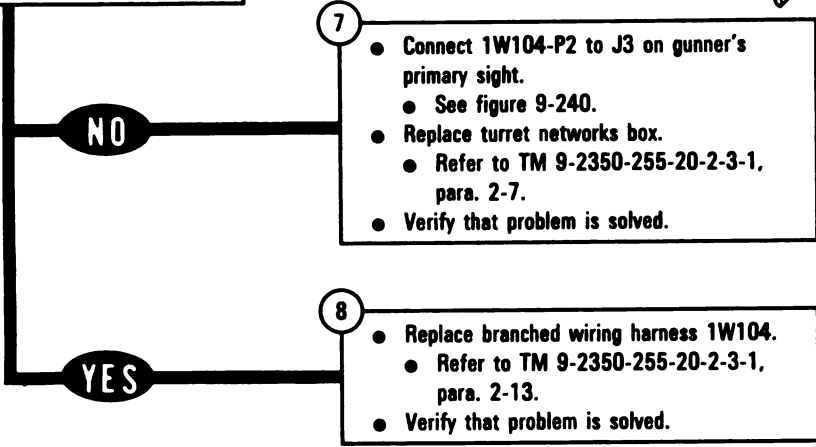 7
● Connect 1W104-P2 to J3 on gunner's
primary sight.
● See figure 9-240.
NO
● Replace turret networks box.
● Refer to TM 9-2350-255-20-2-3-1,
para. 2-7.
● Verify that problem is solved.
8
● Replace branched wiring harness 1W104.
● Refer to TM 9-2350-255-20-2-3-1,
YES
para. 2-13.
● Verify that problem is solved.